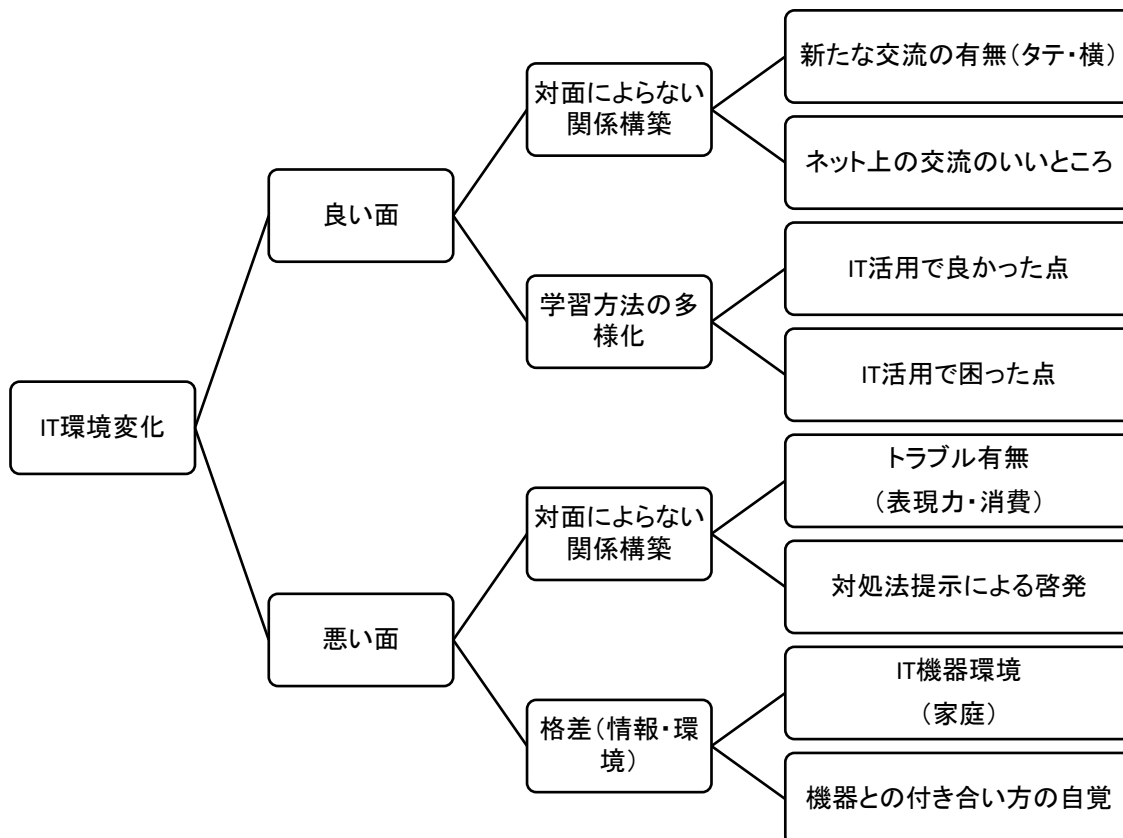 新たな交流の有無（タテ・横）
対面によらない
関係構築
ネット上の交流のいいところ
良い面
IT活用で良かった点
学習方法の多
様化
IT活用で困った点
IT環境変化
トラブル有無
（表現力・消費）
対面によらない
関係構築
対処法提示による啓発
悪い面
IT機器環境
（家庭）
格差（情報・環
境）
機器との付き合い方の自覚